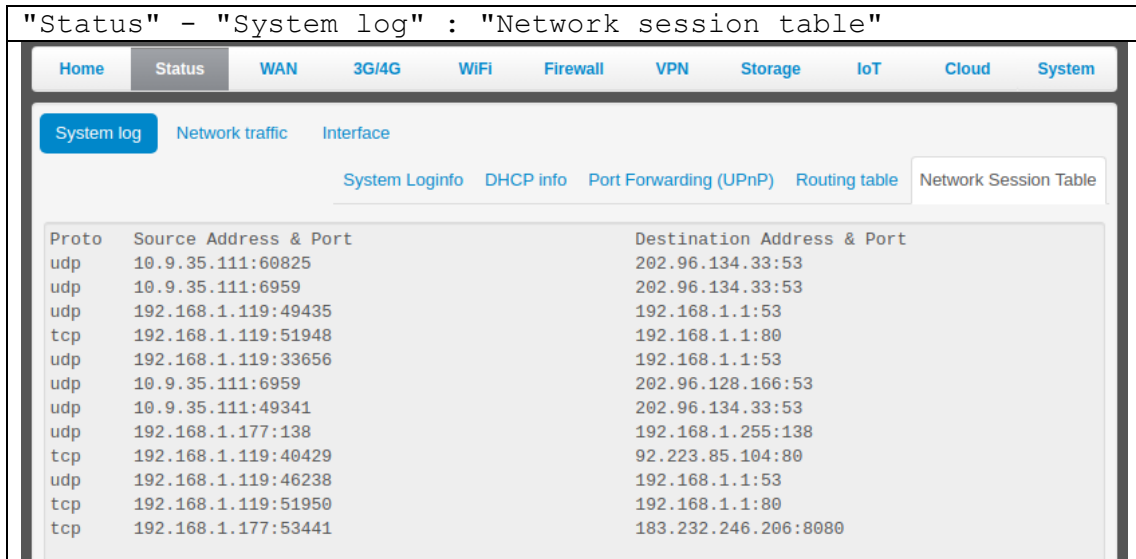 "Status" - "System log" : "Network session table"
Home Status WAN 3G/4G WiFi Firewall VPN Storage IoT Cloud System
System log Network traffic Interface
System Loginfo DHCP info Port Forwarding (UPnP) Routing table Network Session Table
Proto Source Address & Port Destination Address & Port
udp 10.9.35.111:60825 202.96.134.33:53
udp 10.9.35.111:6959 202.96.134.33:53
udp 192.168.1.119:49435 192.168.1.1:53
tcp 192.168.1.119:51948 192.168.1.1:80
udp 192.168.1.119:33656 192.168.1.1:53
udp 10.9.35.111:6959 202.96.128.166:53
udp 10.9.35.111:49341 202.96.134.33:53
udp 192.168.1.177:138 192.168.1.255:138
tcp 192.168.1.119:40429 92.223.85.104:80
udp 192.168.1.119:46238 192.168.1.1:53
tcp 192.168.1.119:51950 192.168.1.1:80
tcp 192.168.1.177:53441 183.232.246.206:8080